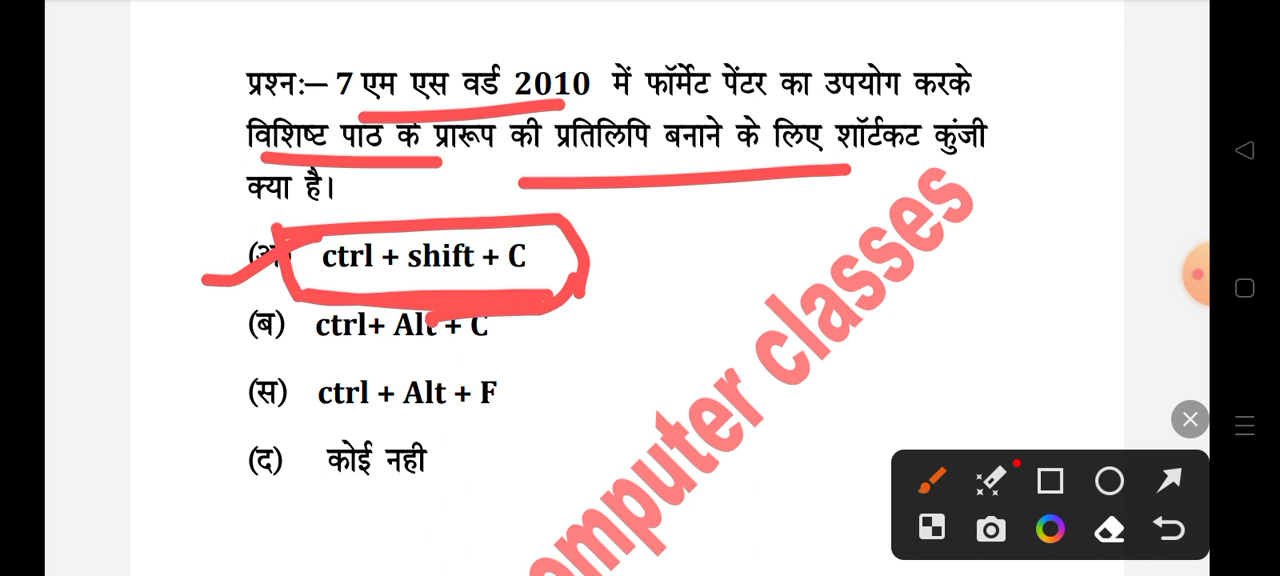 प्रश्नः– 7 एम एस वर्ड 2010 में फॉर्मेट पेंटर का उपयोग करके
विशिष्ट पाठ के प्रारूप की प्रतिलिपि बनाने के लिए शॉर्टकट कुंजी
क्या है।
(अ) ctrl + shift + C
(ब) ctrl+ Alt + C
(स) ctrl + Alt + F
(द) कोई नही
omputer classes